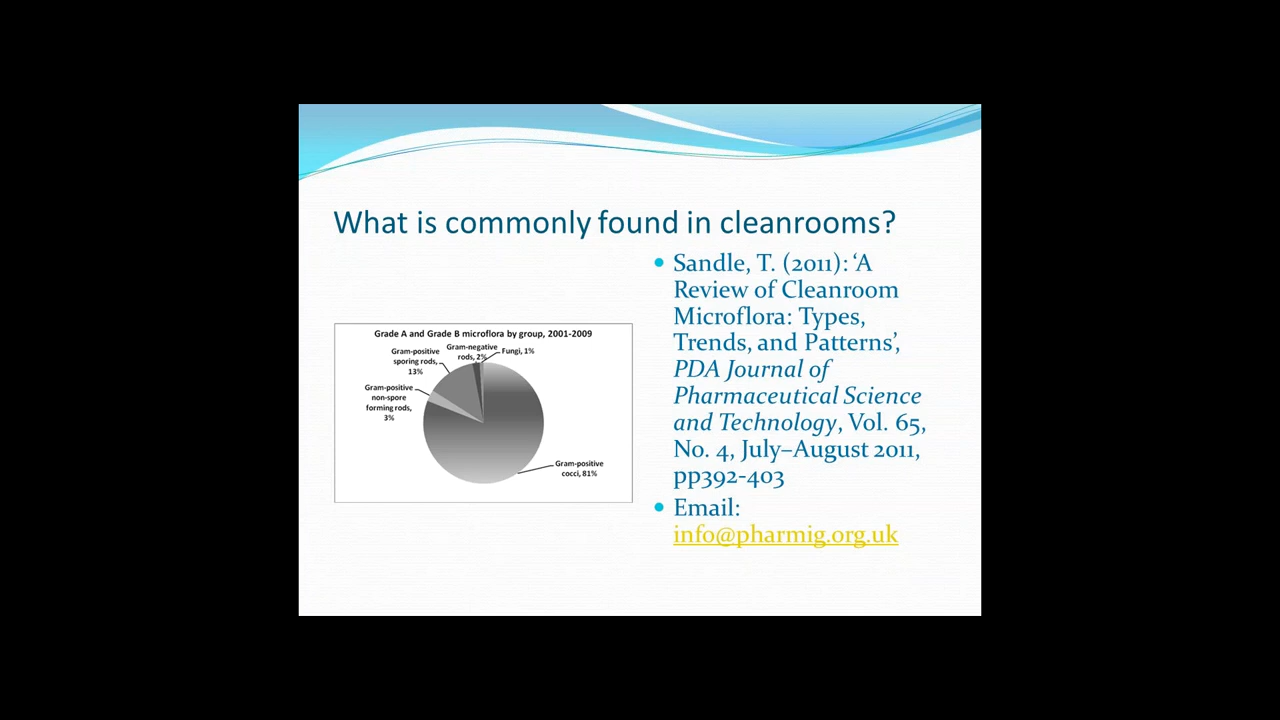 What is commonly found in cleanrooms?
Grade A and Grade B microflora by group, 2001-2009
Gram-positive
sporing rods,
13%
Gram-negative
rods, 2%
Fungi, 1%
Gram-positive
non-spore
forming rods,
3%
Gram-positive
cocci, 81%
Sandle, T. (2011): ‘A
Review of Cleanroom
Microflora: Types,
Trends, and Patterns’,
PDA Journal of
Pharmaceutical Science
and Technology, Vol. 65,
No. 4, July–August 2011,
pp392-403
Email:
info@pharmig.org.uk